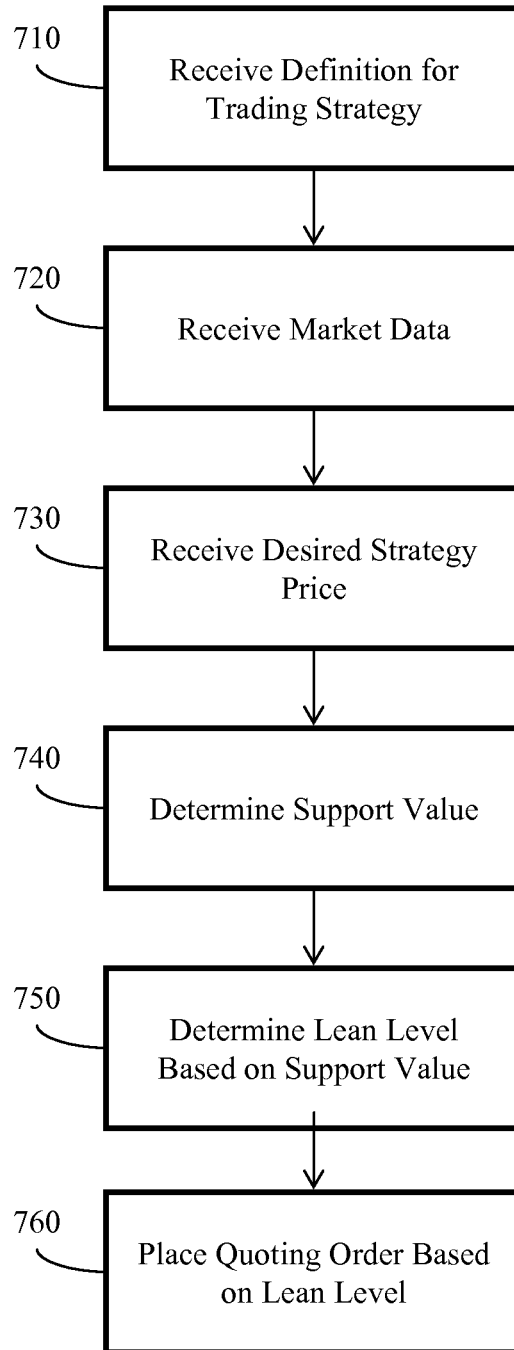 710
Receive Definition for
Trading Strategy
720
Receive Market Data
730
Receive Desired Strategy
Price
740
Determine Support Value
750
Determine Lean Level
Based on Support Value
760
Place Quoting Order Based
on Lean Level